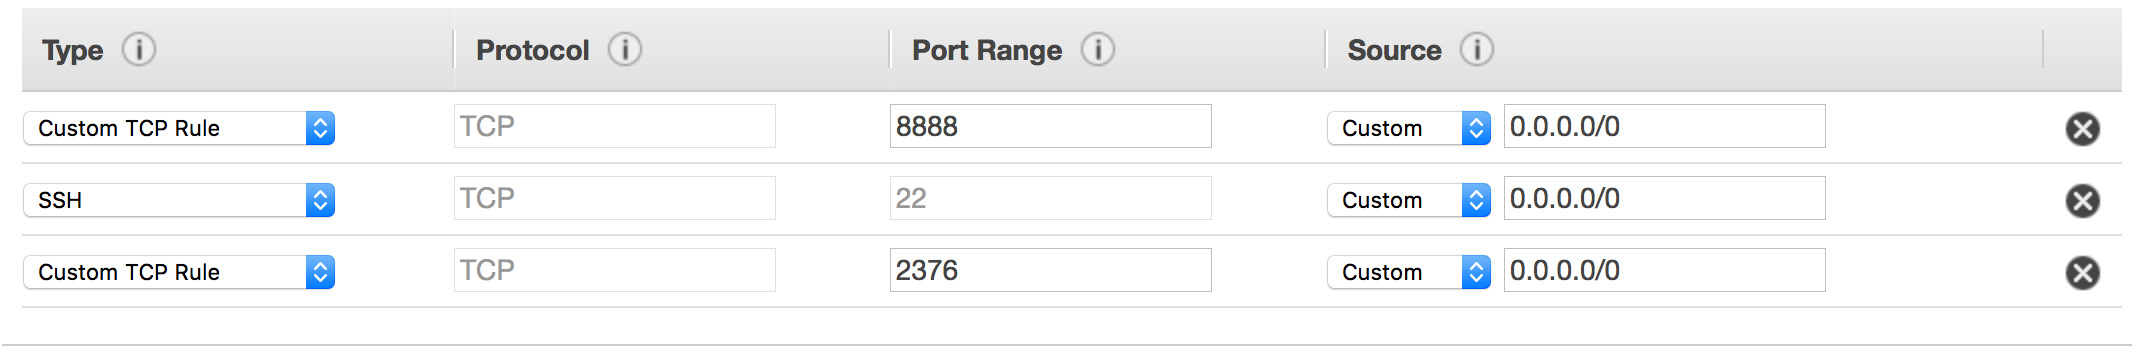 Type Protocol Port Range Source
Custom TCP Rule TCP 8888 Custom 0.0.0.0/0
SSH TCP 22 Custom 0.0.0.0/0
Custom TCP Rule TCP 2376 Custom 0.0.0.0/0